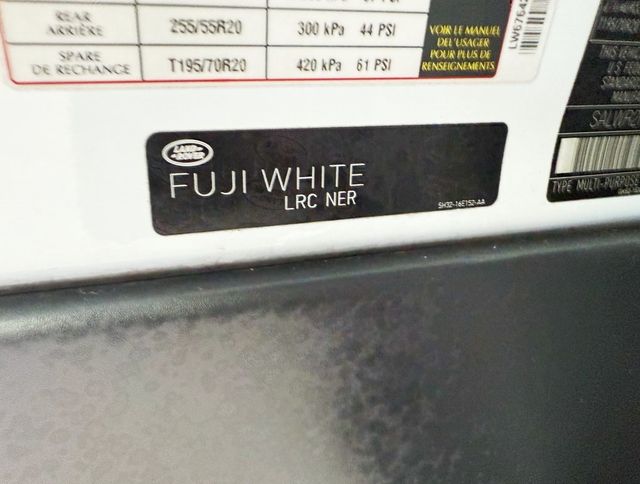 REAR
ARRIÈRE 255/55R20 300 kPa 44 PSI
SPARE
DE RECHANGE T195/70R20 420 kPa 61 PSI
VOIR LE MANUEL
DE L'USAGER
POUR PLUS DE
RENSEIGNEMENTS
LAND-
-ROVER
FUJI WHITE
LRC NER
5H32-16E152-AA
TYPE MULTI-PURPOSE